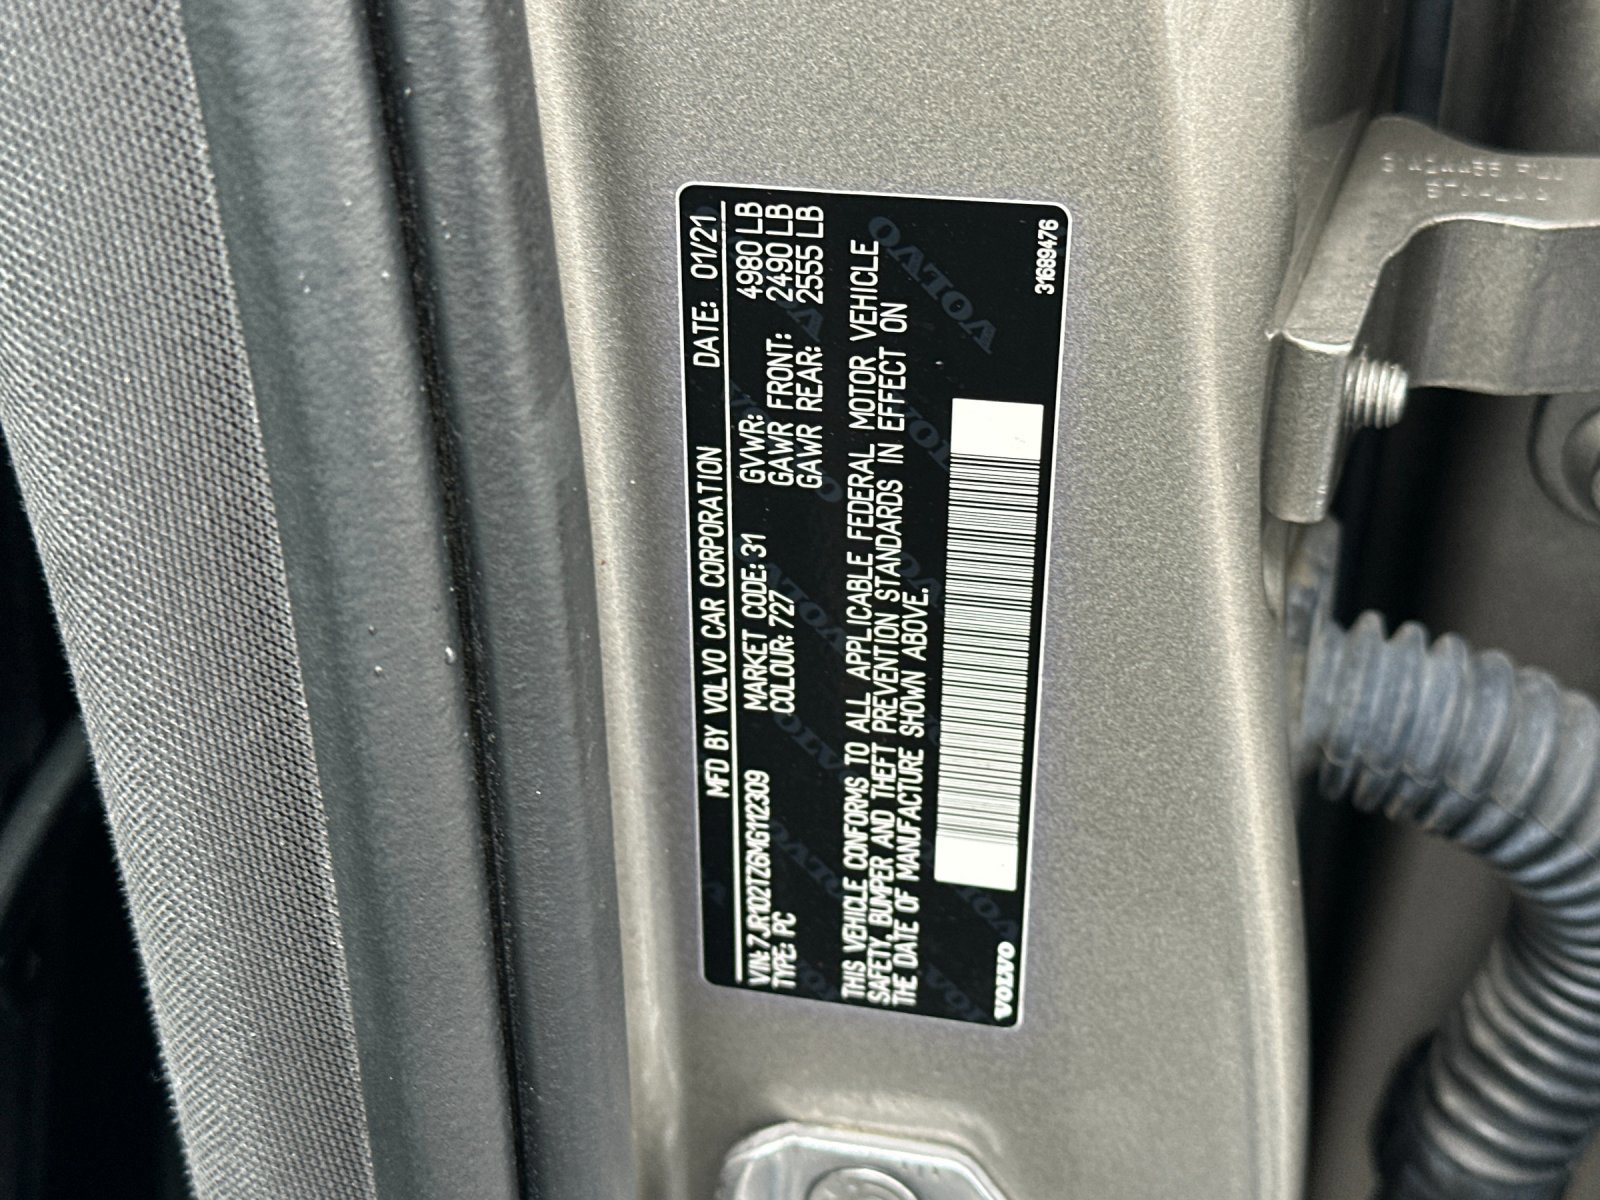 MFD BY VOLVO CAR CORPORATION DATE: 01/21
VIN: 7JR102TZ6MG112309 MARKET CODE: 31 GVWR: 4980 LB
TYPE: PC COLOUR: 727 GAWR FRONT: 2490 LB
GAWR REAR: 2555 LB
THIS VEHICLE CONFORMS TO ALL APPLICABLE FEDERAL MOTOR VEHICLE
SAFETY, BUMPER AND THEFT PREVENTION STANDARDS IN EFFECT ON
THE DATE OF MANUFACTURE SHOWN ABOVE.
VOLVO
31689476